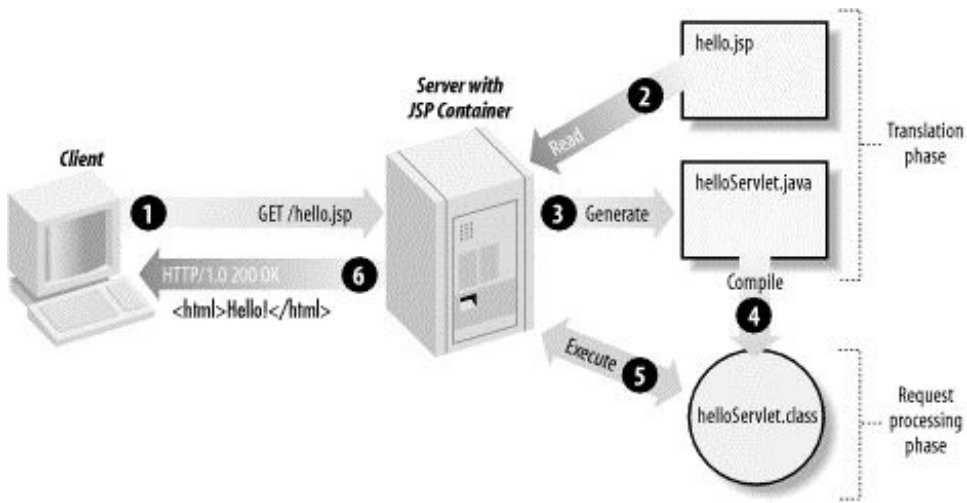 hello.jsp
Server with
JSP Container
2
Read
Translation
phase
Client
helloServlet.java
1
GET /hello.jsp
3
Generate
HTTP/1.0 200 OK
6
<html>Hello!</html>
Compile
4
Execute
5
helloServlet.class
Request
processing
phase